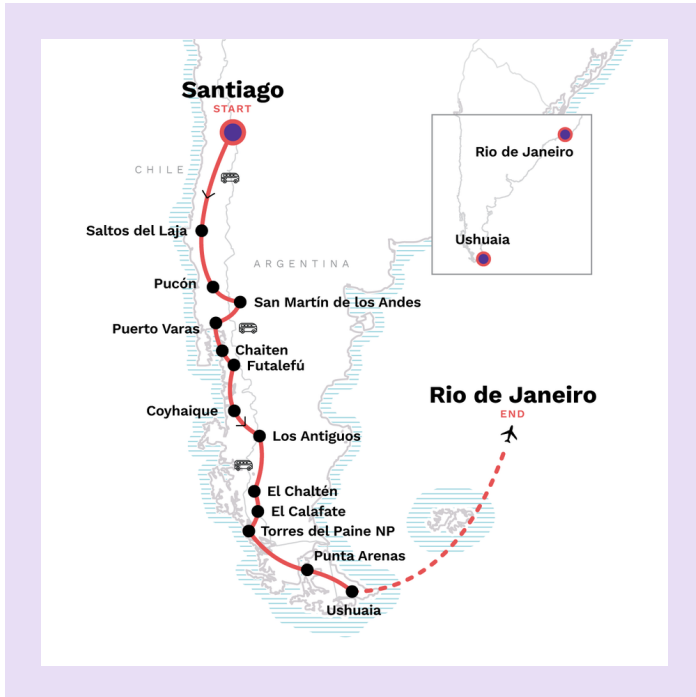 Santiago
START
CHILE
Saltos del Laja
ARGENTINA
Pucón
San Martín de los Andes
Puerto Varas
Chaiten
Futalefú
Coyhaique
Los Antiguos
El Chaltén
El Calafate
Torres del Paine NP
Punta Arenas
Ushuaia
Rio de Janeiro
END
Rio de Janeiro
Ushuaia